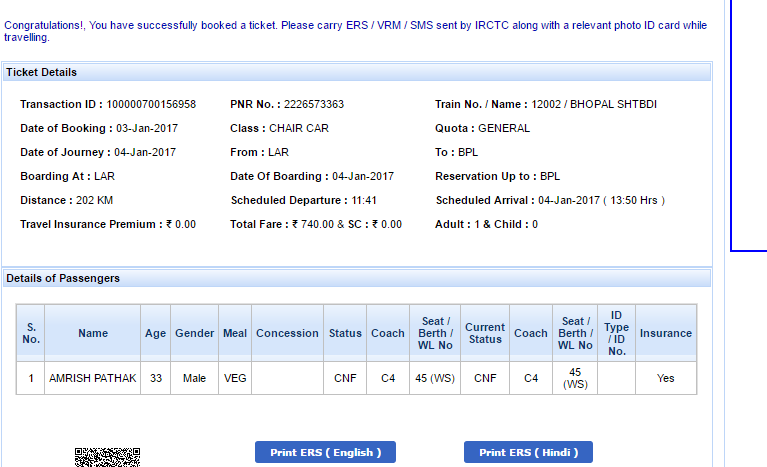 Congratulations!, You have successfully booked a ticket. Please carry ERS / VRM / SMS sent by IRCTC along with a relevant photo ID card while
travelling.
Ticket Details
Transaction ID : 100000700156958 PNR No. : 2226573363 Train No. / Name : 12002 / BHOPAL SHTBDI
Date of Booking : 03-Jan-2017 Class : CHAIR CAR Quota : GENERAL
Date of Journey : 04-Jan-2017 From : LAR To : BPL
Boarding At : LAR Date Of Boarding : 04-Jan-2017 Reservation Up to : BPL
Distance : 202 KM Scheduled Departure : 11:41 Scheduled Arrival : 04-Jan-2017 ( 13:50 Hrs )
Travel Insurance Premium : ₹ 0.00 Total Fare : ₹ 740.00 & SC : ₹ 0.00 Adult : 1 & Child : 0
Details of Passengers
S. No. Name Age Gender Meal Concession Status Coach Seat / Berth / WL No Current Status Coach Seat / Berth / WL No ID Type / ID No. Insurance
1 AMRISH PATHAK 33 Male VEG CNF C4 45 (WS) CNF C4 45 (WS) Yes
Print ERS ( English ) Print ERS ( Hindi )